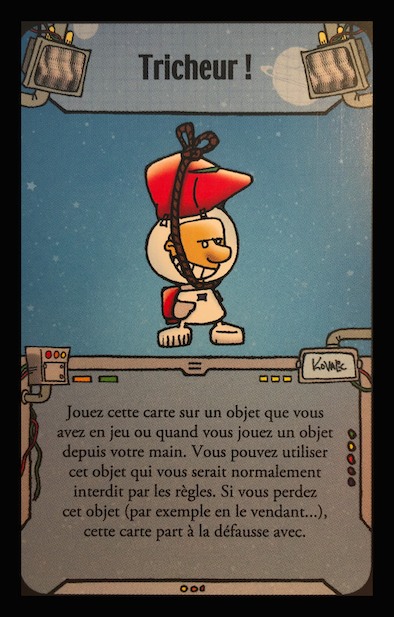 Tricheur !
KOVALIC
Jouez cette carte sur un objet que vous
avez en jeu ou quand vous jouez un objet
depuis votre main. Vous pouvez utiliser
cet objet qui vous serait normalement
interdit par les règles. Si vous perdez
cet objet (par exemple en le vendant...),
cette carte part à la défausse avec.